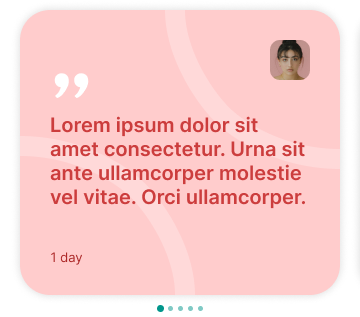 ”
Lorem ipsum dolor sit
amet consectetur. Urna sit
ante ullamcorper molestie
vel vitae. Orci ullamcorper.
1 day